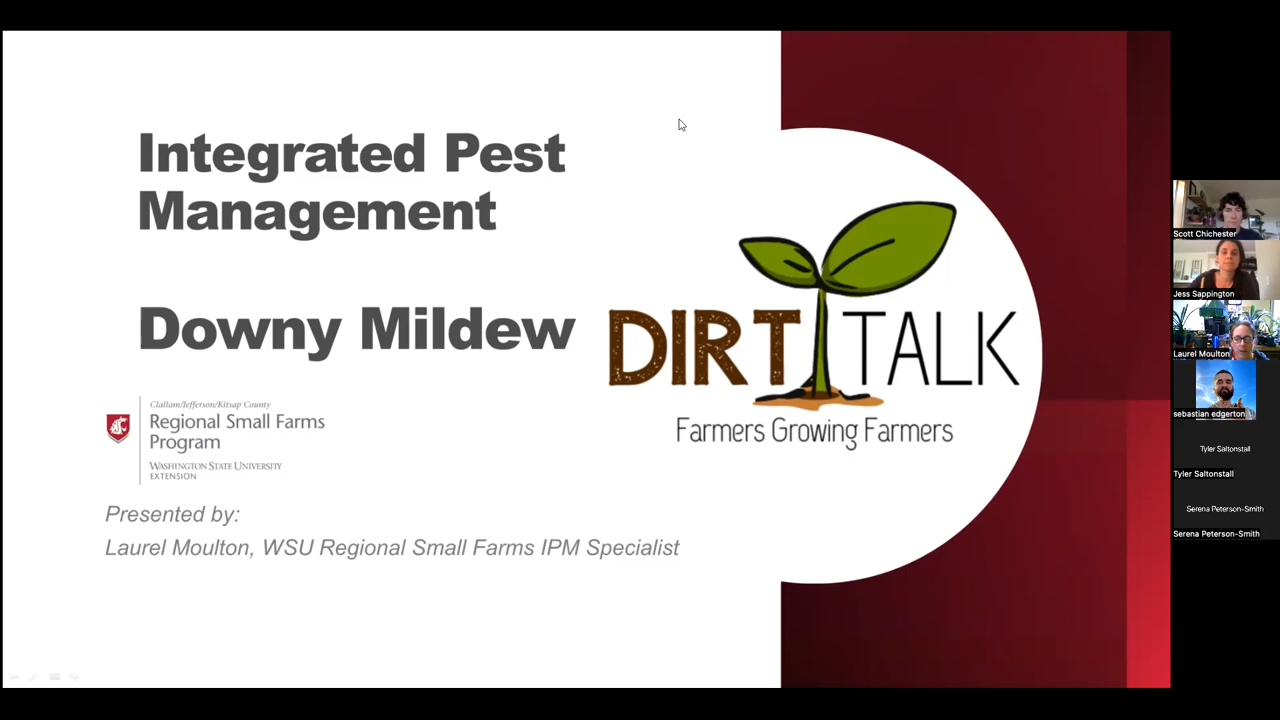 Integrated Pest
Management
Downy Mildew
DIRT TALK
Farmers Growing Farmers
Clallam/Jefferson/Kitsap County
Regional Small Farms
Program
WASHINGTON STATE UNIVERSITY
EXTENSION
Presented by:
Laurel Moulton, WSU Regional Small Farms IPM Specialist
Scott Chichester
Jess Sappington
Laurel Moulton
sebastian edgerton
Tyler Saltonstall
Tyler Saltonstall
Serena Peterson-Smith
Serena Peterson-Smith